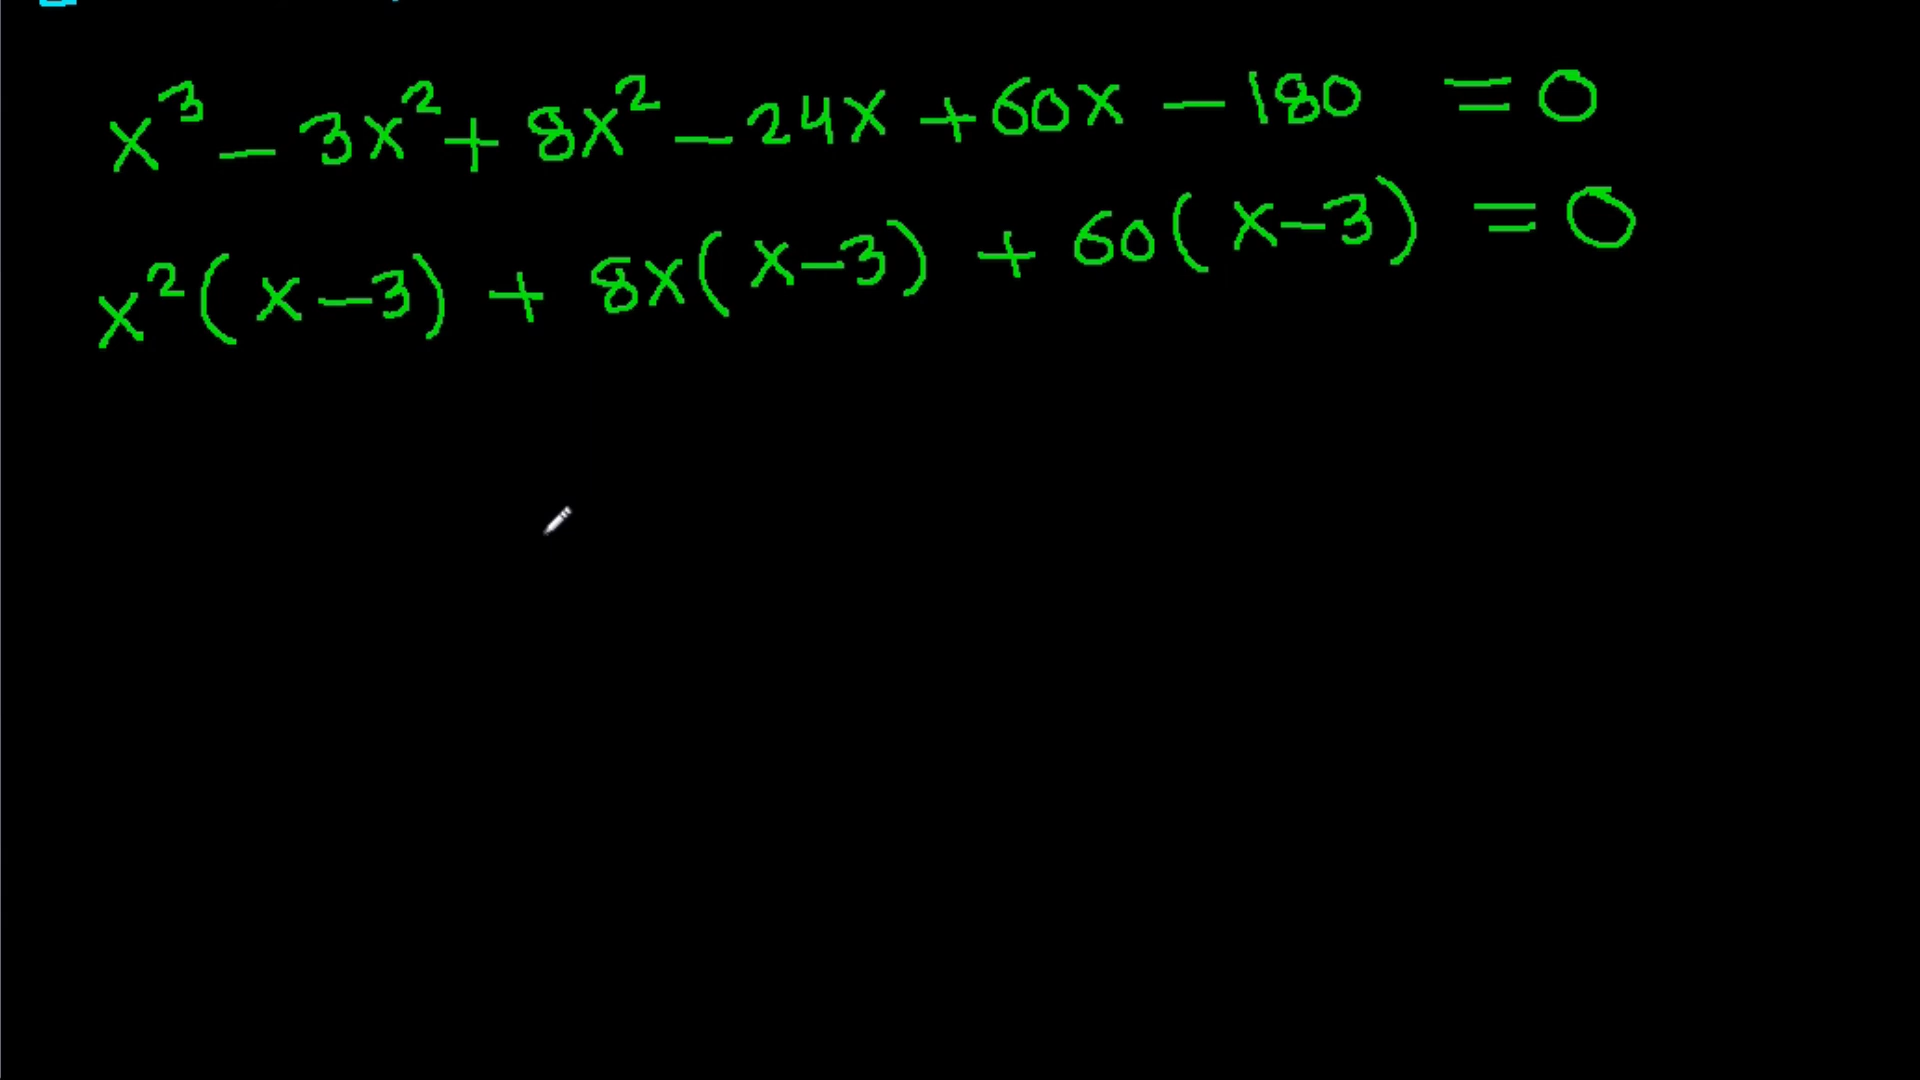 x³ - 3x² + 8x² - 24x + 60x - 180 = 0
x²(x-3) + 8x(x-3) + 60(x-3) = 0